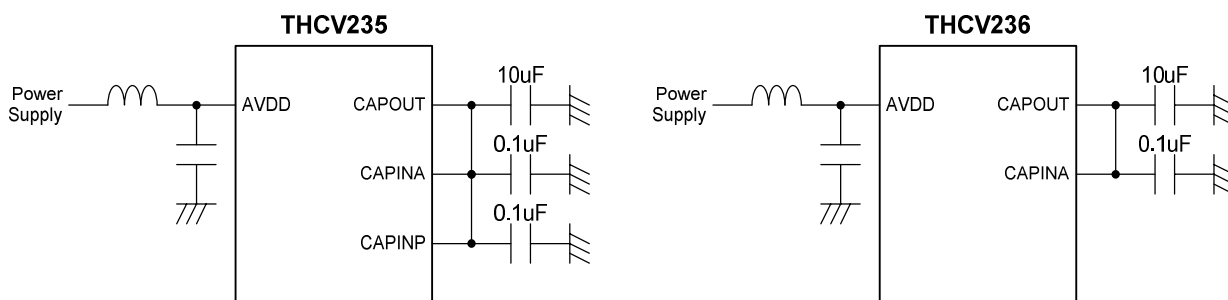 THCV235
Power
Supply
AVDD
CAPOUT
10uF
CAPINA
0.1uF
CAPINP
0.1uF
THCV236
Power
Supply
AVDD
CAPOUT
10uF
CAPINA
0.1uF